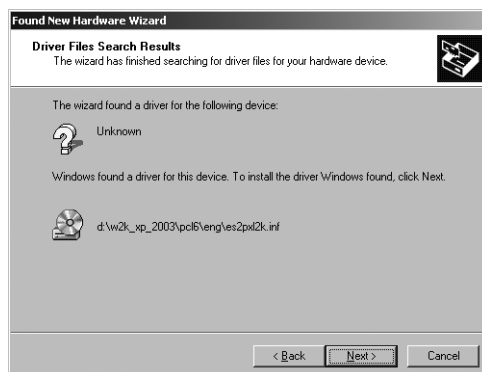 Found New Hardware Wizard
Driver Files Search Results
The wizard has finished searching for driver files for your hardware device.
The wizard found a driver for the following device:
Unknown
Windows found a driver for this device. To install the driver Windows found, click Next.
d:\w2k_xp_2003\pcl6\eng\es2pxl2k.inf
< Back Next > Cancel